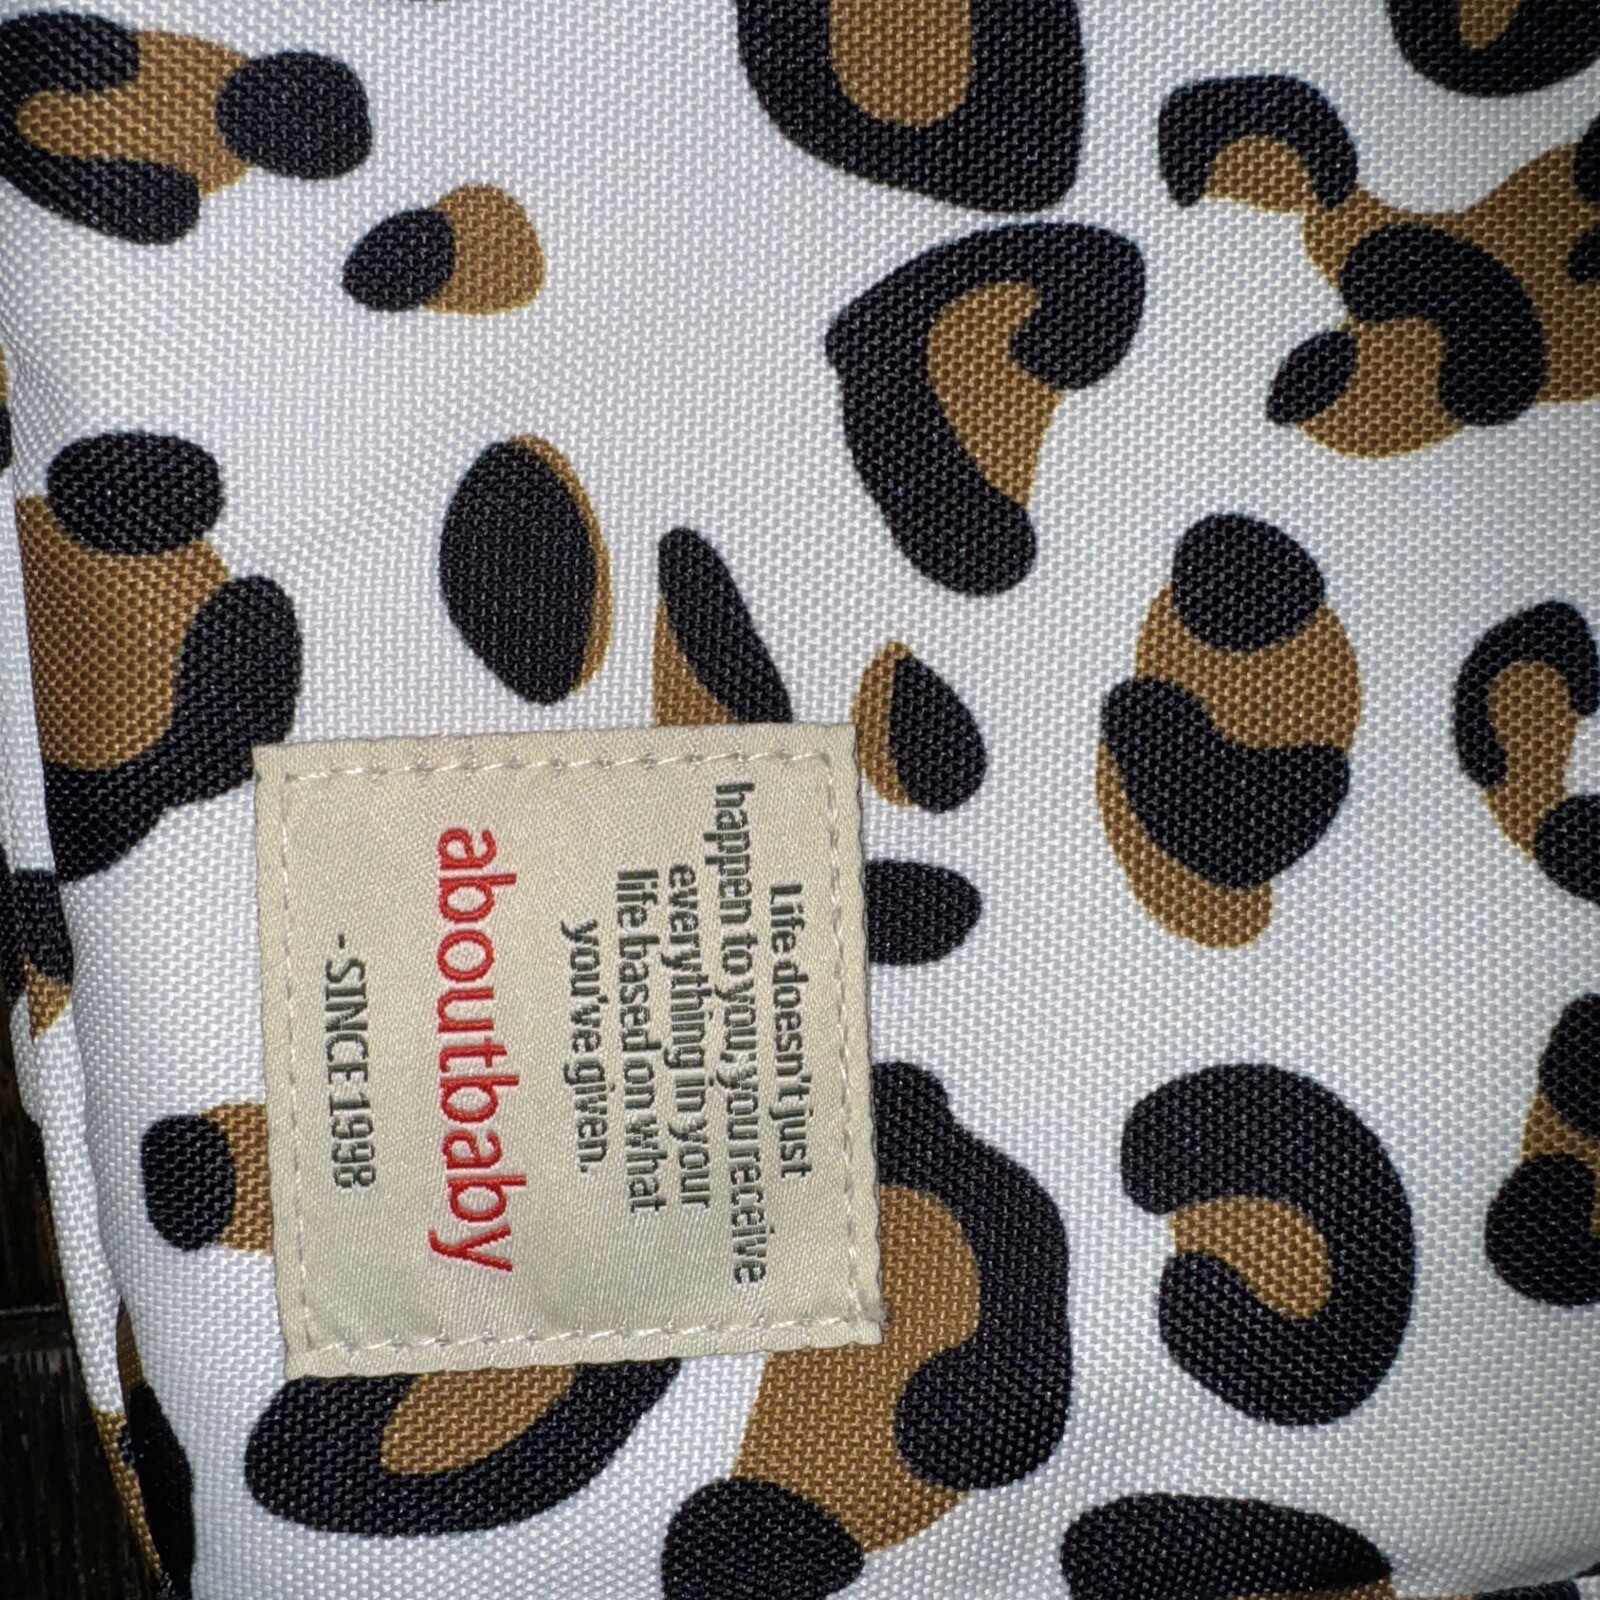 Life doesn't just
happen to you; you receive
everything in your
life based on what
you've given.
aboutbaby
- SINCE 1998